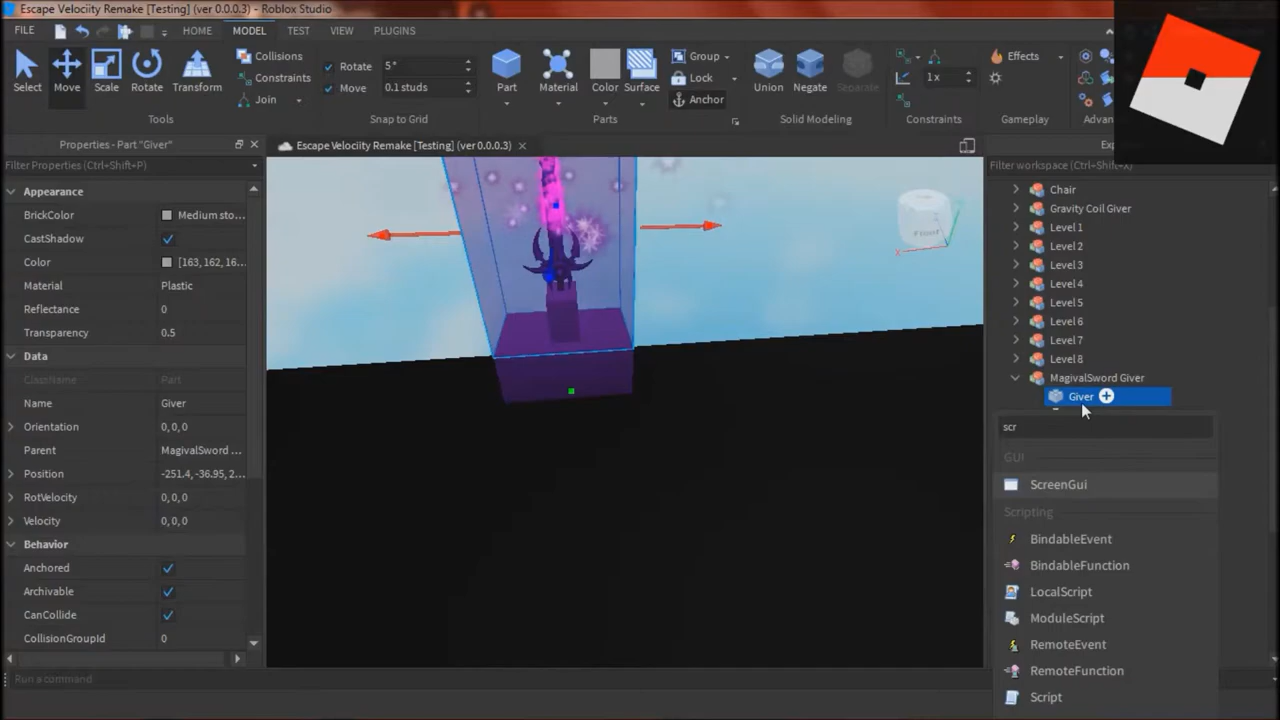 Escape Velociity Remake [Testing] (ver 0.0.0.3) - Roblox Studio
FILE HOME MODEL TEST VIEW PLUGINS
Select Move Scale Rotate Transform
Collisions
Constraints
Join
Tools
Rotate 5°
Move 0.1 studs
Snap to Grid
Part Material Color Surface
Group
Lock
Anchor
Parts
Union Negate Separate
Solid Modeling
1 x
Constraints
Effects
Gameplay
Advan
Properties - Part "Giver"
Filter Properties (Ctrl+Shift+P)
Appearance
BrickColor Medium sto...
CastShadow
Color [163, 162, 16...
Material Plastic
Reflectance 0
Transparency 0.5
Data
ClassName Part
Name Giver
Orientation 0, 0, 0
Parent MagivalSword ...
Position -251.4, -36.95, 2...
RotVelocity 0, 0, 0
Velocity 0, 0, 0
Behavior
Anchored
Archivable
CanCollide
CollisionGroupId 0
Run a command
Escape Velociity Remake [Testing] (ver 0.0.0.3)
Front
x
Exp
Filter workspace (Ctrl+Shift+X)
Chair
Gravity Coil Giver
Level 1
Level 2
Level 3
Level 4
Level 5
Level 6
Level 7
Level 8
MagivalSword Giver
Giver
scr
GUI
ScreenGui
Scripting
BindableEvent
BindableFunction
LocalScript
ModuleScript
RemoteEvent
RemoteFunction
Script